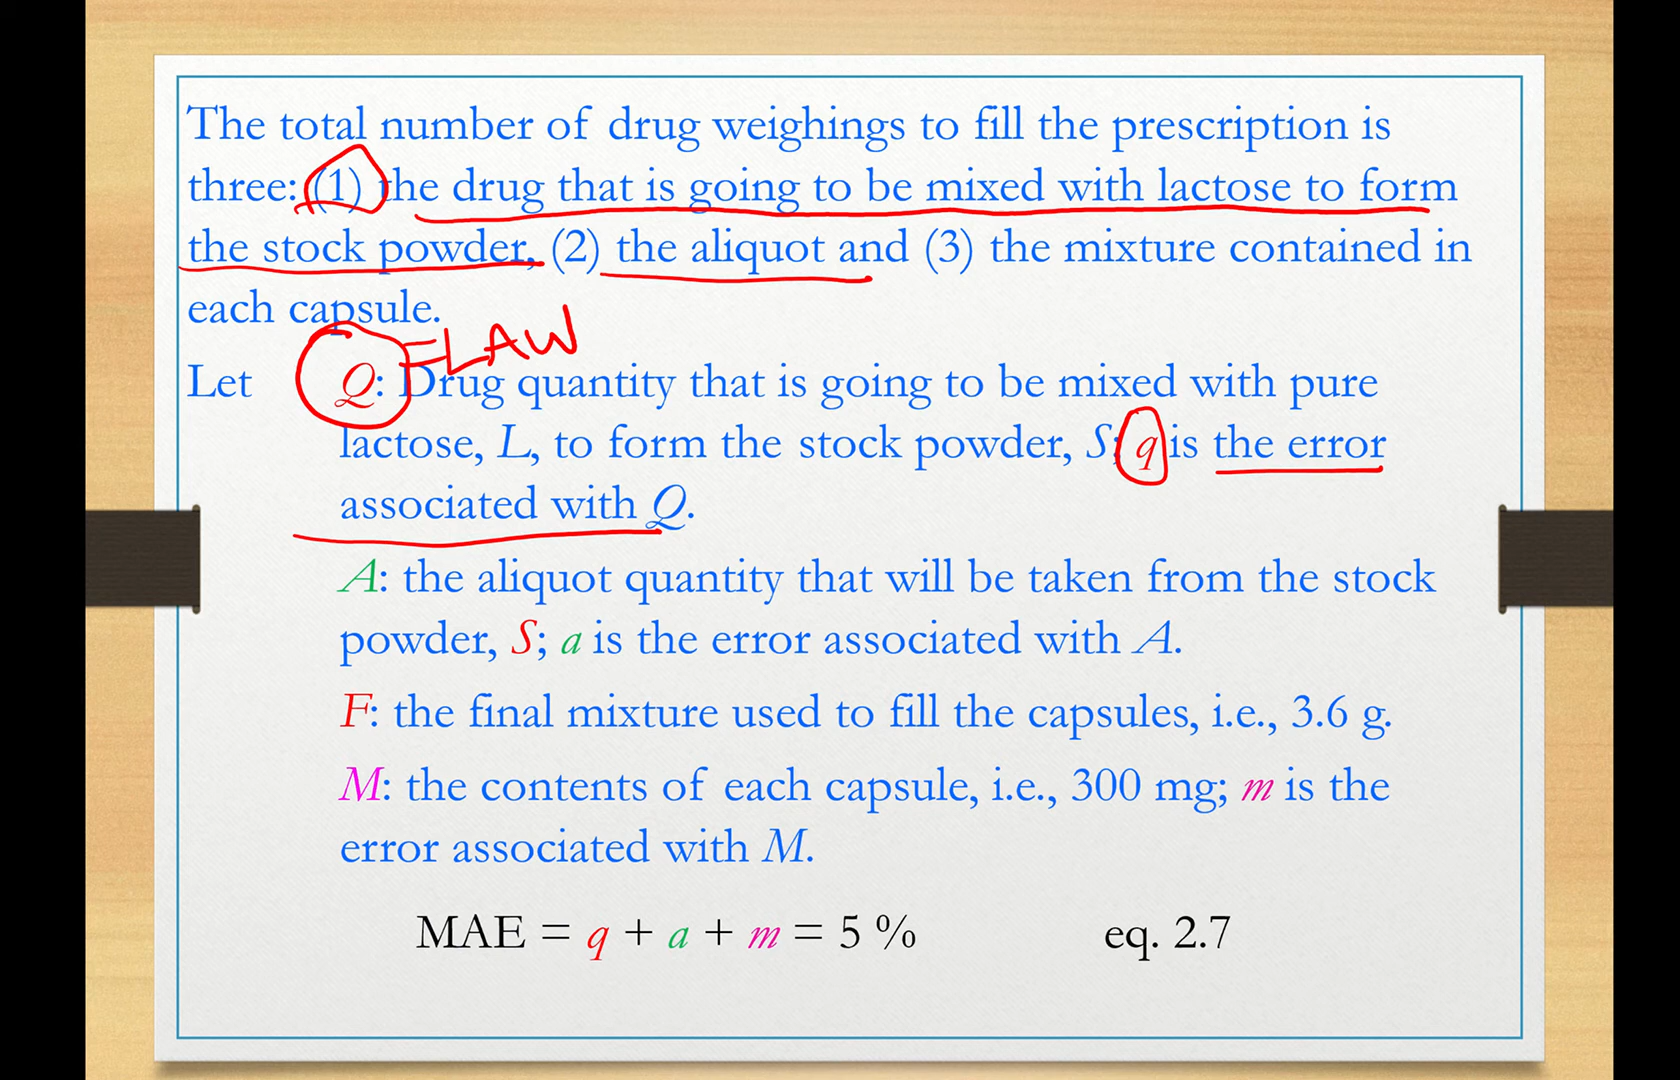 The total number of drug weighings to fill the prescription is
three: (1) the drug that is going to be mixed with lactose to form
the stock powder, (2) the aliquot and (3) the mixture contained in
each capsule.
FLAW
Let Q: Drug quantity that is going to be mixed with pure
lactose, L, to form the stock powder, S; q is the error
associated with Q.
A: the aliquot quantity that will be taken from the stock
powder, S; a is the error associated with A.
F: the final mixture used to fill the capsules, i.e., 3.6 g.
M: the contents of each capsule, i.e., 300 mg; m is the
error associated with M.
MAE = q + a + m = 5 % eq. 2.7